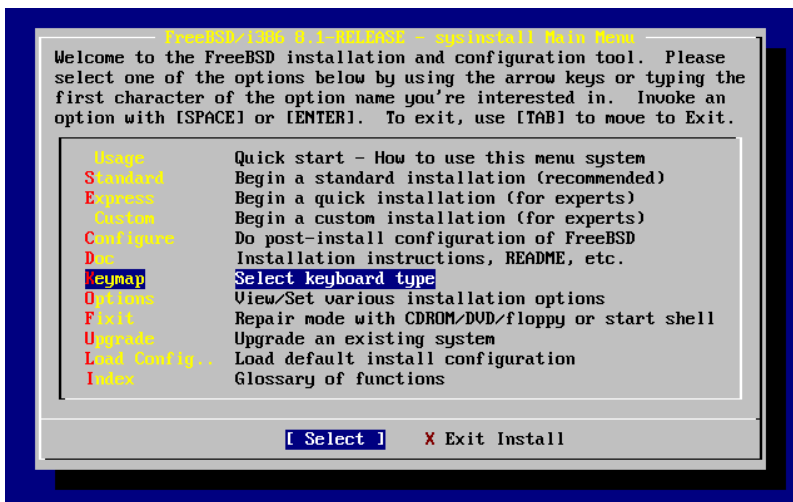 FreeBSD/i386 8.1-RELEASE - sysinstall Main Menu
Welcome to the FreeBSD installation and configuration tool.  Please
select one of the options below by using the arrow keys or typing the
first character of the option name you're interested in.  Invoke an
option with [SPACE] or [ENTER].  To exit, use [TAB] to move to Exit.
Usage Quick start - How to use this menu system
Standard Begin a standard installation (recommended)
Express Begin a quick installation (for experts)
Custom Begin a custom installation (for experts)
Configure Do post-install configuration of FreeBSD
Doc Installation instructions, README, etc.
Keymap Select keyboard type
Options View/Set various installation options
Fixit Repair mode with CDROM/DVD/floppy or start shell
Upgrade Upgrade an existing system
Load Config.. Load default install configuration
Index Glossary of functions
[ Select ] X Exit Install